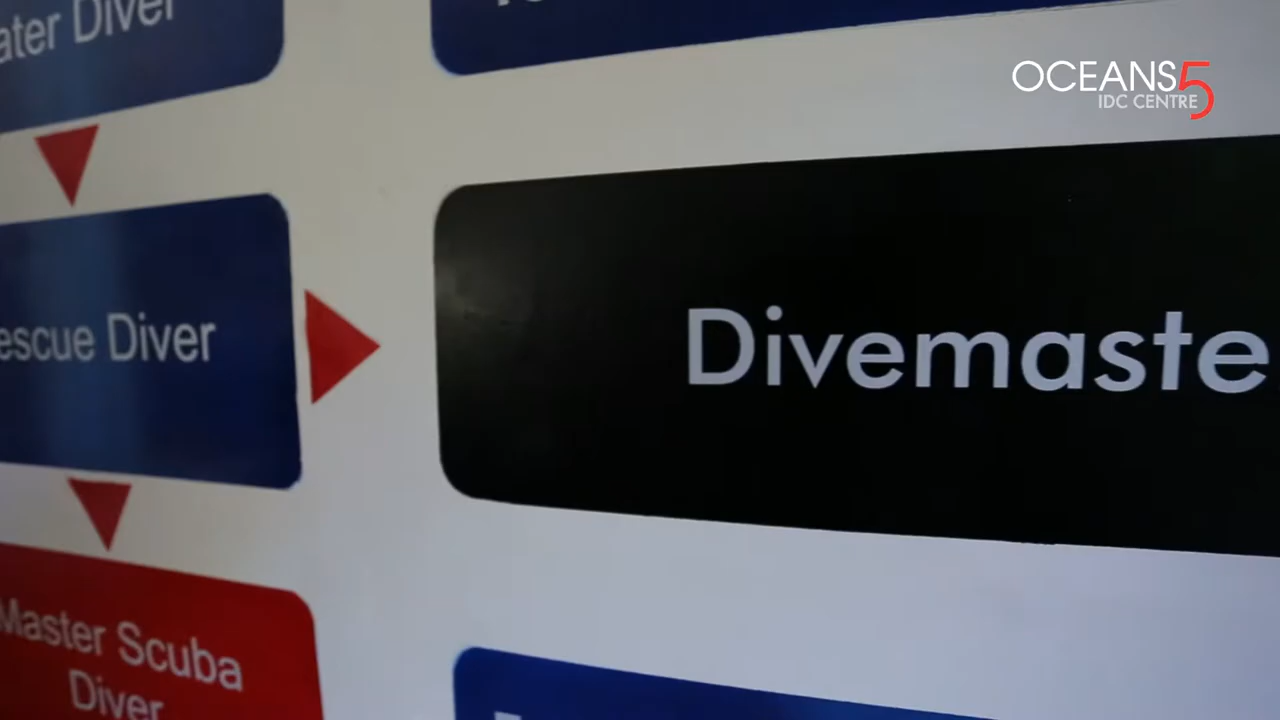 ater Diver
OCEANS5
IDC CENTRE
escue Diver
Divemaste
Master Scuba
Diver